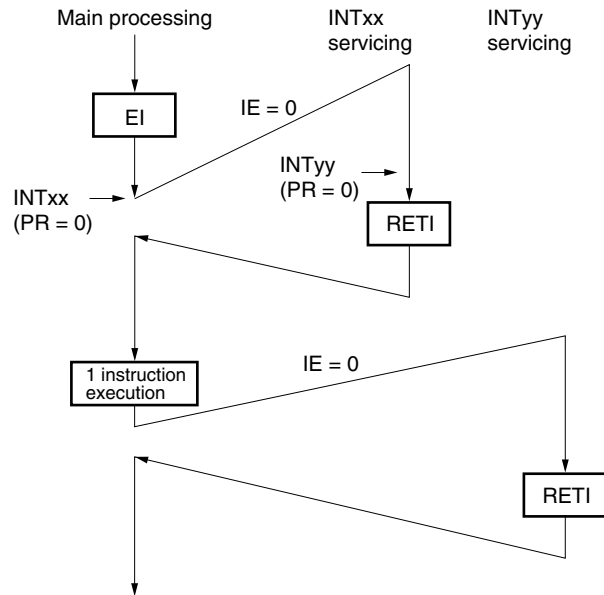 Main processing
INTxx
servicing
INTyy
servicing
EI
IE = 0
INTyy
(PR = 0)
INTxx
(PR = 0)
RETI
1 instruction
execution
IE = 0
RETI